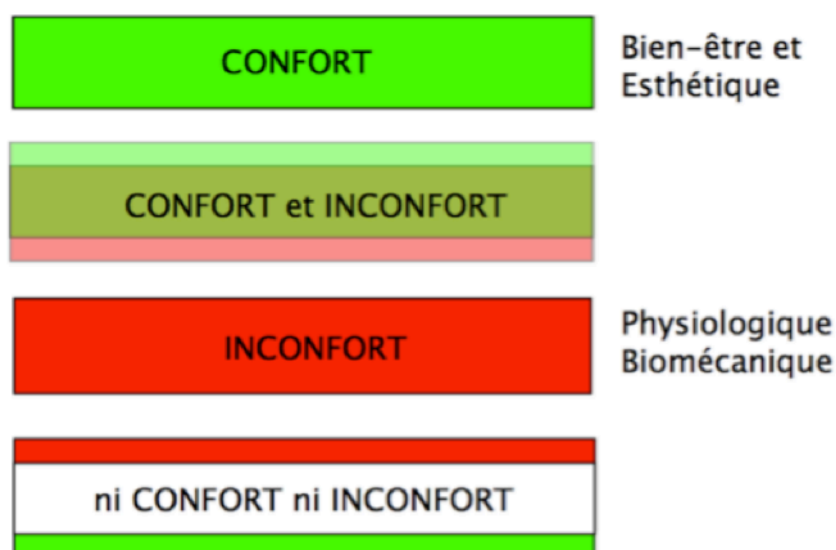 CONFORT
Bien-être et
Esthétique
CONFORT et INCONFORT
INCONFORT
Physiologique
Biomécanique
ni CONFORT ni INCONFORT